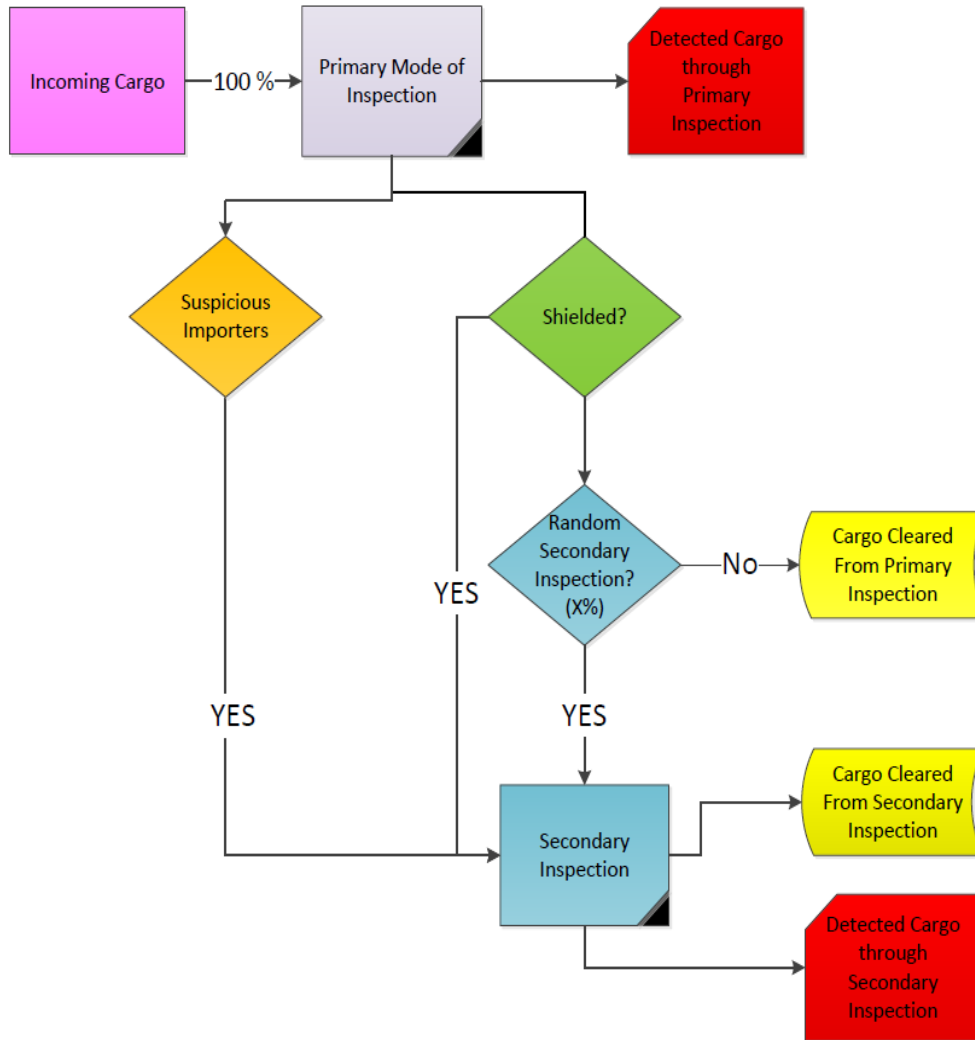 Incoming Cargo
100 %
Primary Mode of
Inspection
Detected Cargo
through
Primary
Inspection
Suspicious
Importers
Shielded?
Random
Secondary
Inspection?
(X%)
No
Cargo Cleared
From Primary
Inspection
YES
YES
YES
Secondary
Inspection
Cargo Cleared
From Secondary
Inspection
Detected Cargo
through
Secondary
Inspection